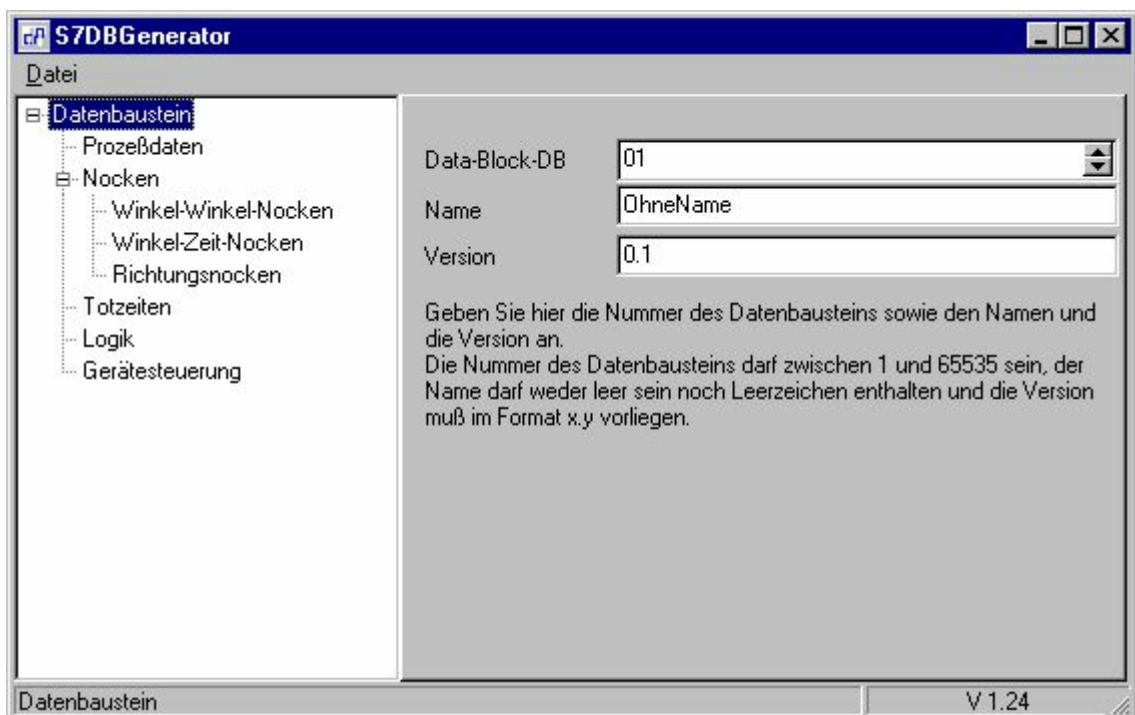 S7DBGenerator
Datei
Datenbaustein
Prozeßdaten
Nocken
Winkel-Winkel-Nocken
Winkel-Zeit-Nocken
Richtungsnocken
Totzeiten
Logik
Gerätesteuerung
Data-Block-DB 01
Name OhneName
Version 0.1
Geben Sie hier die Nummer des Datenbausteins sowie den Namen und
die Version an.
Die Nummer des Datenbausteins darf zwischen 1 und 65535 sein, der
Name darf weder leer sein noch Leerzeichen enthalten und die Version
muß im Format x.y vorliegen.
Datenbaustein V 1.24